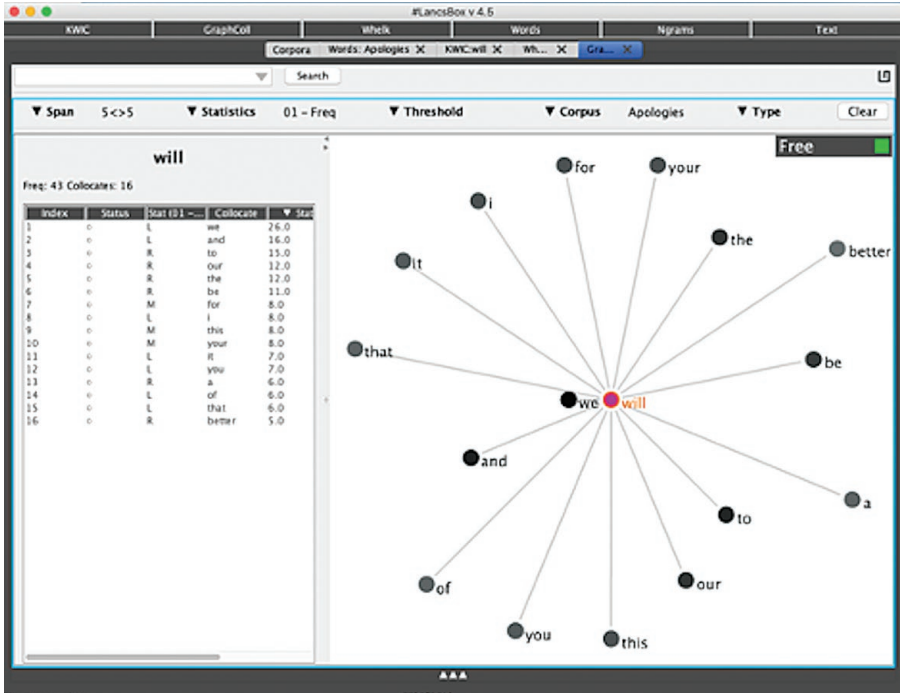 #LancsBox v 4.5
KWIC GraphColl Whelk Words Ngrams Text
Corpora Words: Apologies X KWIC:will X Wh... X Gra... X
Search
▼ Span 5<>5 ▼ Statistics 01 - Freq ▼ Threshold ▼ Corpus Apologies ▼ Type Clear
will
Freq: 43 Collocates: 16
Index Status Stat (01 -... Collocate ▼ Stat
1 o L we 26.0
2 o L and 16.0
3 o R to 15.0
4 o R our 12.0
5 o R the 12.0
6 o R be 11.0
7 o M for 8.0
8 o L i 8.0
9 o M this 8.0
10 o M your 8.0
11 o L it 7.0
12 o L you 7.0
13 o R a 6.0
14 o L of 6.0
15 o L that 6.0
16 o R better 5.0
Free
for
your
i
the
better
it
that
be
we
will
and
a
to
of
our
you
this